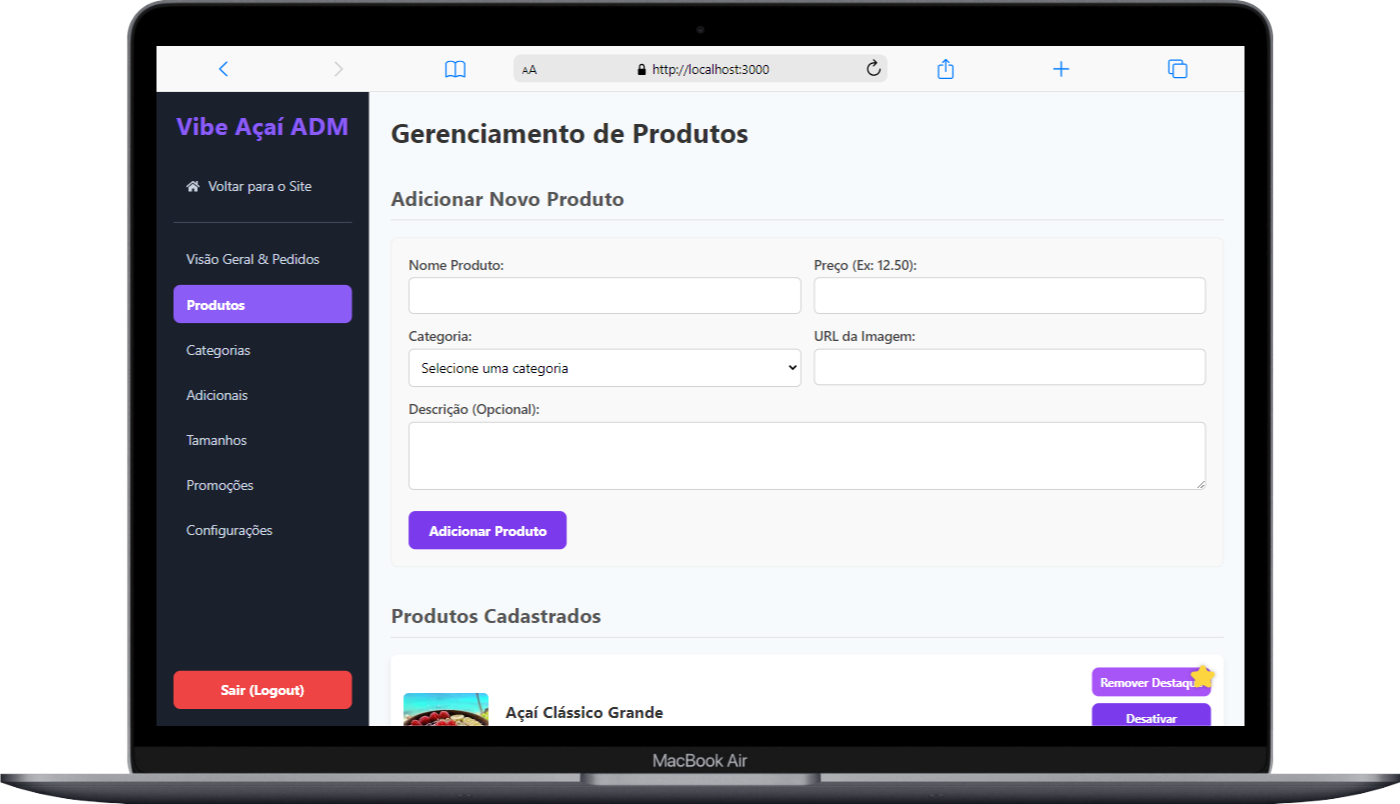 AA
http://localhost:3000
Vibe Açaí ADM
Voltar para o Site
Visão Geral & Pedidos
Produtos
Categorias
Adicionais
Tamanhos
Promoções
Configurações
Sair (Logout)
Gerenciamento de Produtos
Adicionar Novo Produto
Nome Produto:
Preço (Ex: 12.50):
Categoria:
URL da Imagem:
Selecione uma categoria
Descrição (Opcional):
Adicionar Produto
Produtos Cadastrados
Açaí Clássico Grande
Remover Destaque
Desativar
MacBook Air